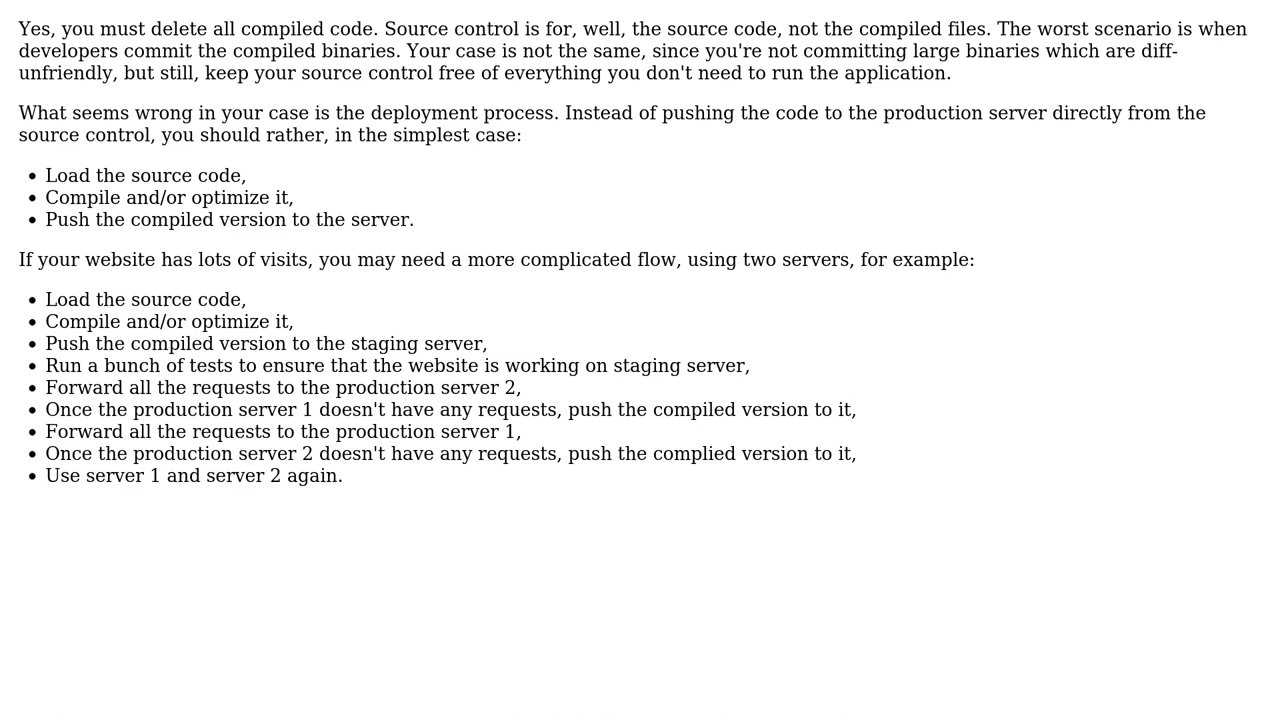 Yes, you must delete all compiled code. Source control is for, well, the source code, not the compiled files. The worst scenario is when
developers commit the compiled binaries. Your case is not the same, since you're not committing large binaries which are diff-
unfriendly, but still, keep your source control free of everything you don't need to run the application.
What seems wrong in your case is the deployment process. Instead of pushing the code to the production server directly from the
source control, you should rather, in the simplest case:
• Load the source code,
• Compile and/or optimize it,
• Push the compiled version to the server.
If your website has lots of visits, you may need a more complicated flow, using two servers, for example:
• Load the source code,
• Compile and/or optimize it,
• Push the compiled version to the staging server,
• Run a bunch of tests to ensure that the website is working on staging server,
• Forward all the requests to the production server 2,
• Once the production server 1 doesn't have any requests, push the compiled version to it,
• Forward all the requests to the production server 1,
• Once the production server 2 doesn't have any requests, push the complied version to it,
• Use server 1 and server 2 again.